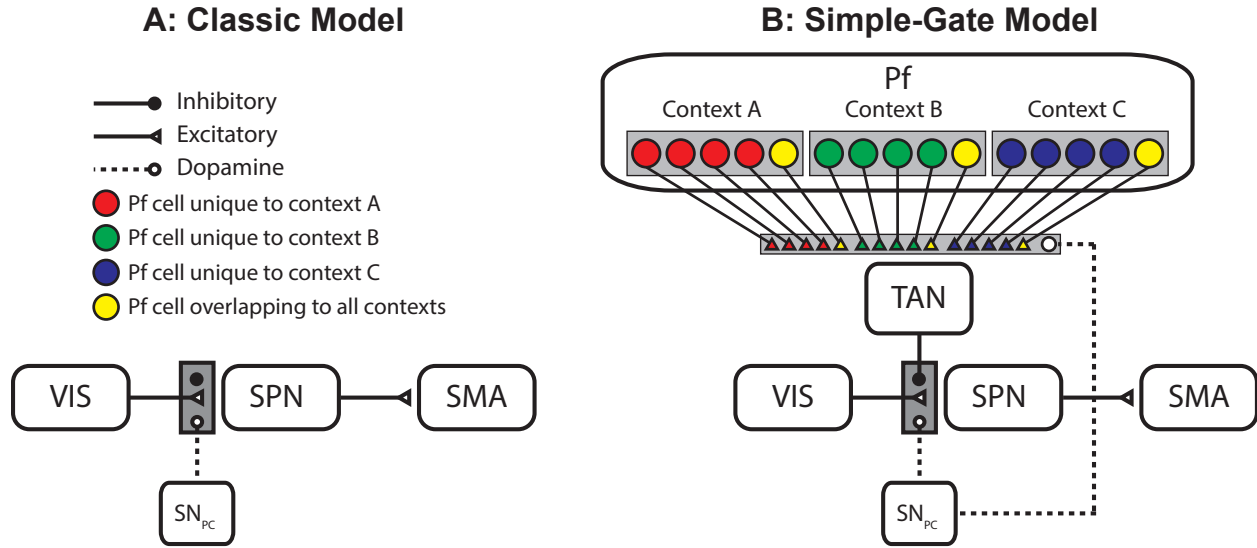 A: Classic Model
Inhibitory
Excitatory
Dopamine
Pf cell unique to context A
Pf cell unique to context B
Pf cell unique to context C
Pf cell overlapping to all contexts
VIS
SPN
SMA
SNPC
B: Simple-Gate Model
Pf
Context A
Context B
Context C
TAN
VIS
SPN
SMA
SNPC